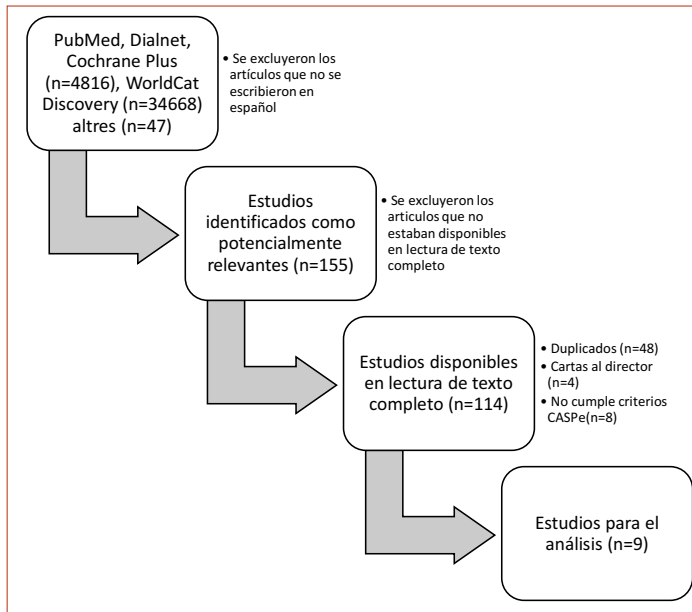 PubMed, Dialnet,
Cochrane Plus
(n=4816), WorldCat
Discovery (n=34668)
altres (n=47)
• Se excluyeron los
artículos que no se
escribieron en
español
Estudios
identificados como
potencialmente
relevantes (n=155)
• Se excluyeron los
articulos que no
estaban disponibles
en lectura de texto
completo
Estudios disponibles
en lectura de texto
completo (n=114)
• Duplicados (n=48)
• Cartas al director
(n=4)
• No cumple criterios
CASPe(n=8)
Estudios para el
análisis (n=9)